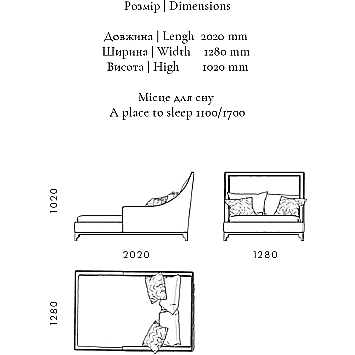 Розмір | Dimensions
Довжина | Lengh 2020 mm
Ширина | Width 1280 mm
Висота | High 1020 mm
Місце для сну
A place to sleep 1100/1700
1020
2020
1280
1280